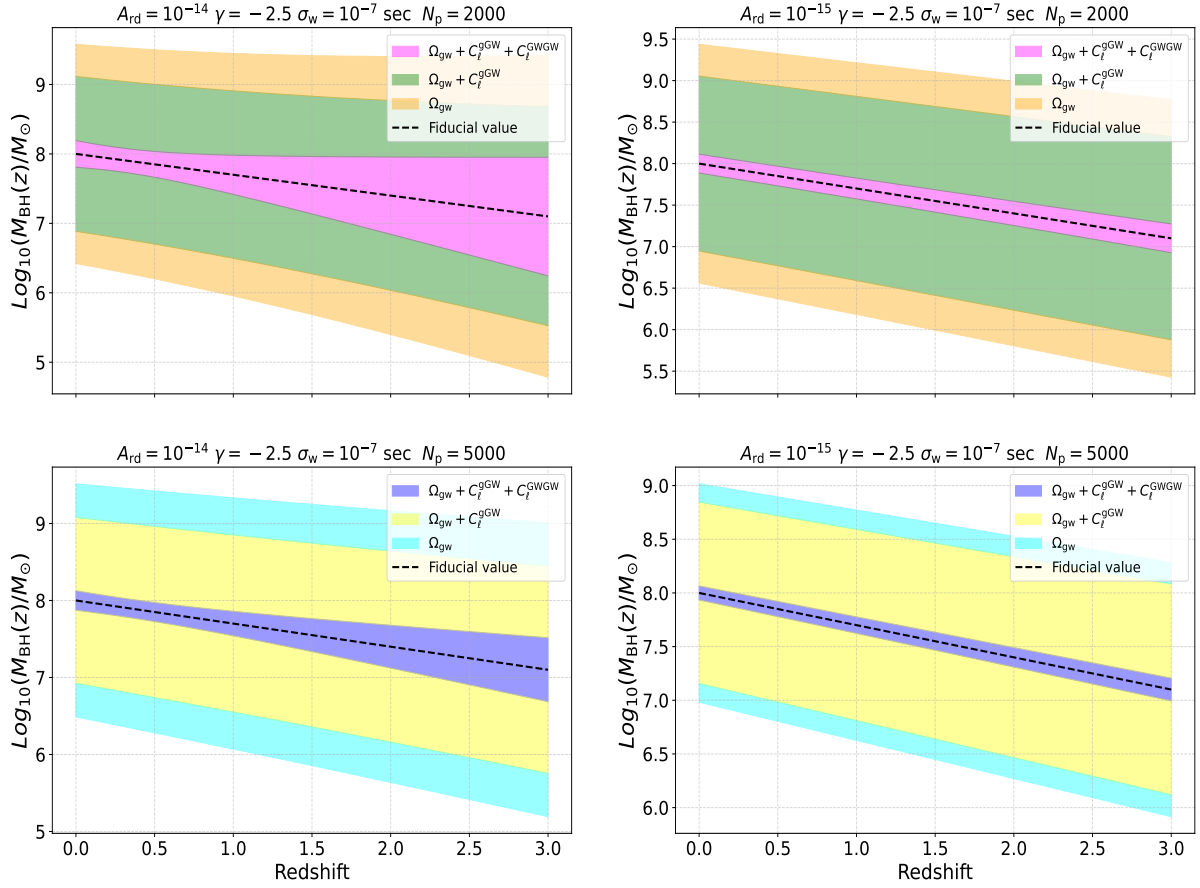 A_rd = 10^−14 γ = −2.5 σ_w = 10^−7 sec N_p = 2000
Log₁₀(M_BH(z)/M_⊙)
9
8
7
6
5
Ω_gw + C_ℓ^gGW + C_ℓ^GWGW
Ω_gw + C_ℓ^gGW
Ω_gw
Fiducial value
A_rd = 10^−15 γ = −2.5 σ_w = 10^−7 sec N_p = 2000
Log₁₀(M_BH(z)/M_⊙)
9.5
9.0
8.5
8.0
7.5
7.0
6.5
6.0
5.5
Ω_gw + C_ℓ^gGW + C_ℓ^GWGW
Ω_gw + C_ℓ^gGW
Ω_gw
Fiducial value
A_rd = 10^−14 γ = −2.5 σ_w = 10^−7 sec N_p = 5000
Log₁₀(M_BH(z)/M_⊙)
9
8
7
6
5
Ω_gw + C_ℓ^gGW + C_ℓ^GWGW
Ω_gw + C_ℓ^gGW
Ω_gw
Fiducial value
0.0 0.5 1.0 1.5 2.0 2.5 3.0
Redshift
A_rd = 10^−15 γ = −2.5 σ_w = 10^−7 sec N_p = 5000
Log₁₀(M_BH(z)/M_⊙)
9.0
8.5
8.0
7.5
7.0
6.5
6.0
Ω_gw + C_ℓ^gGW + C_ℓ^GWGW
Ω_gw + C_ℓ^gGW
Ω_gw
Fiducial value
0.0 0.5 1.0 1.5 2.0 2.5 3.0
Redshift